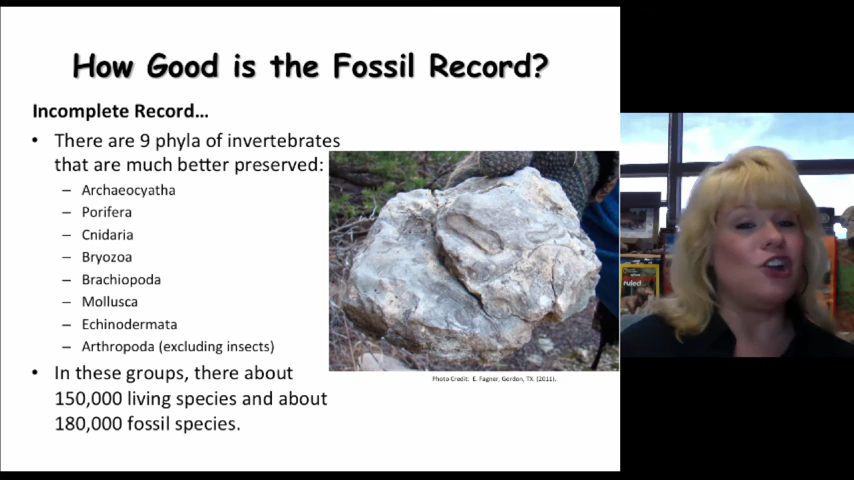 How Good is the Fossil Record?
Incomplete Record...
• There are 9 phyla of invertebrates
that are much better preserved:
– Archaeocyatha
– Porifera
– Cnidaria
– Bryozoa
– Brachiopoda
– Mollusca
– Echinodermata
– Arthropoda (excluding insects)
• In these groups, there about
150,000 living species and about
180,000 fossil species.
Photo Credit: E. Fagner, Gordon, TX. (2011).
ruled